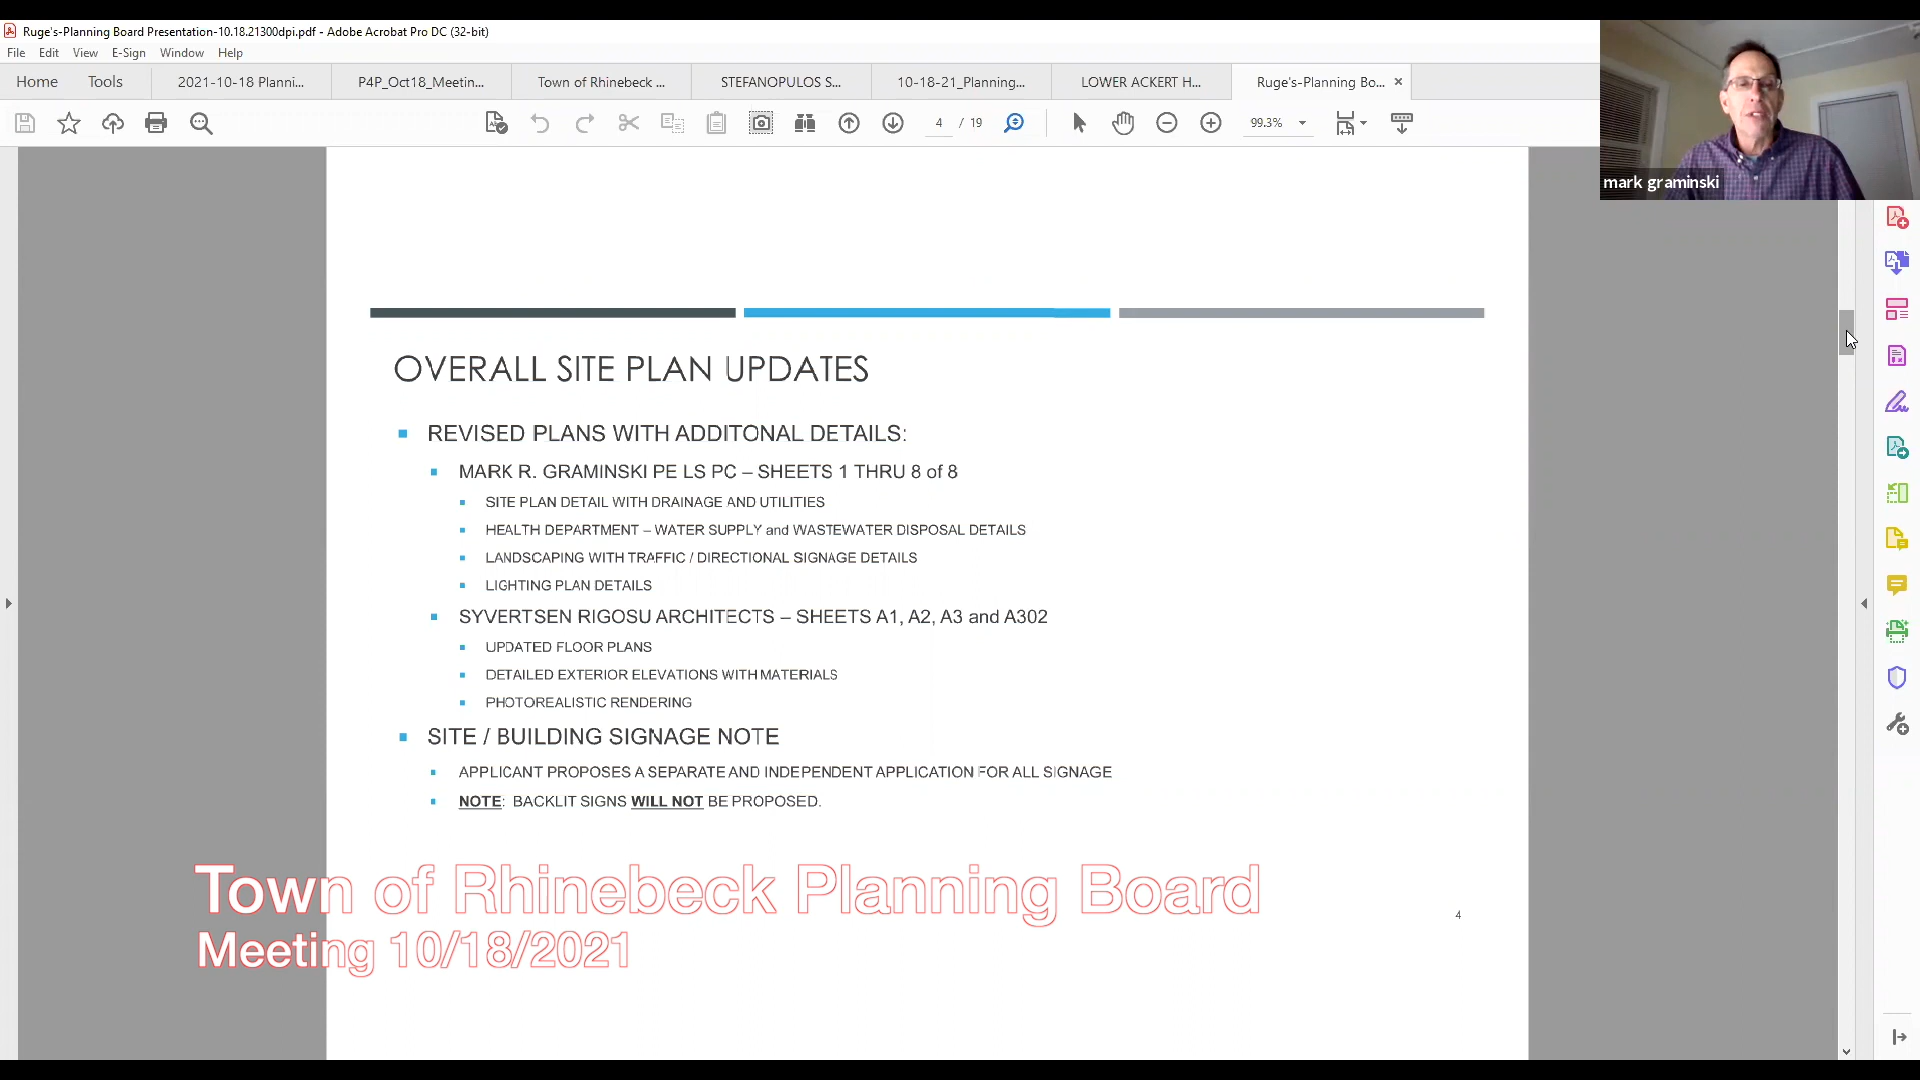 Ruge's-Planning Board Presentation-10.18.21300dpi.pdf - Adobe Acrobat Pro DC (32-bit)
File Edit View E-Sign Window Help
Home Tools 2021-10-18 Planni... P4P_Oct18_Meetin... Town of Rhinebeck ... STEFANOPULOS S... 10-18-21_Planning... LOWER ACKERT H... Ruge's-Planning Bo...
4 / 19 99.3%
mark graminski
OVERALL SITE PLAN UPDATES
REVISED PLANS WITH ADDITONAL DETAILS:
MARK R. GRAMINSKI PE LS PC – SHEETS 1 THRU 8 of 8
SITE PLAN DETAIL WITH DRAINAGE AND UTILITIES
HEALTH DEPARTMENT – WATER SUPPLY and WASTEWATER DISPOSAL DETAILS
LANDSCAPING WITH TRAFFIC / DIRECTIONAL SIGNAGE DETAILS
LIGHTING PLAN DETAILS
SYVERTSEN RIGOSU ARCHITECTS – SHEETS A1, A2, A3 and A302
UPDATED FLOOR PLANS
DETAILED EXTERIOR ELEVATIONS WITH MATERIALS
PHOTOREALISTIC RENDERING
SITE / BUILDING SIGNAGE NOTE
APPLICANT PROPOSES A SEPARATE AND INDEPENDENT APPLICATION FOR ALL SIGNAGE
NOTE: BACKLIT SIGNS WILL NOT BE PROPOSED.
Town of Rhinebeck Planning Board
4
Meeting 10/18/2021